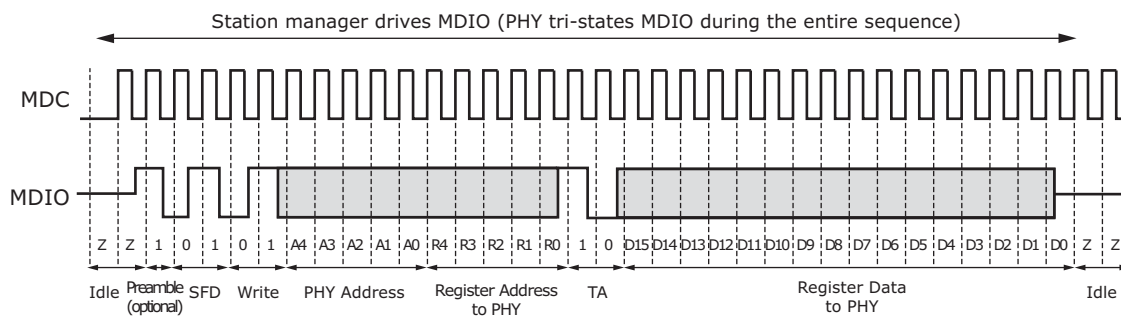 Station manager drives MDIO (PHY tri-states MDIO during the entire sequence)
MDC
MDIO
Z Z 1 0 1 0 1 A4 A3 A2 A1 A0 R4 R3 R2 R1 R0 1 0 D15 D14 D13 D12 D11 D10 D9 D8 D7 D6 D5 D4 D3 D2 D1 D0 Z Z
Idle Preamble (optional) SFD Write PHY Address Register Address to PHY TA Register Data to PHY Idle